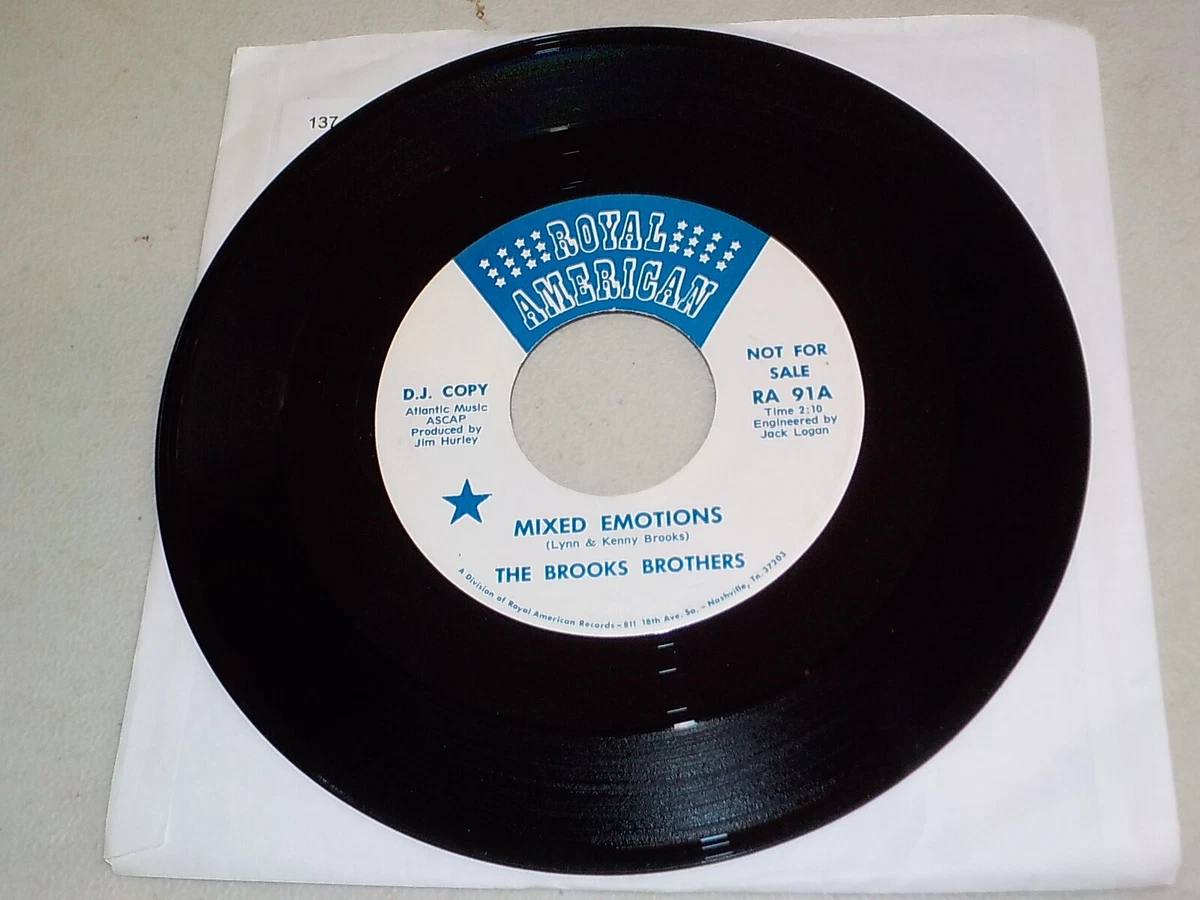 137
ROYAL
AMERICAN
D.J. COPY
Atlantic Music
ASCAP
Produced by
Jim Hurley
NOT FOR
SALE
RA 91A
Time 2:10
Engineered by
Jack Logan
MIXED EMOTIONS
(Lynn & Kenny Brooks)
THE BROOKS BROTHERS
A Division of Royal American Records - 811 18th Ave. So. - Nashville, Tn. 37203